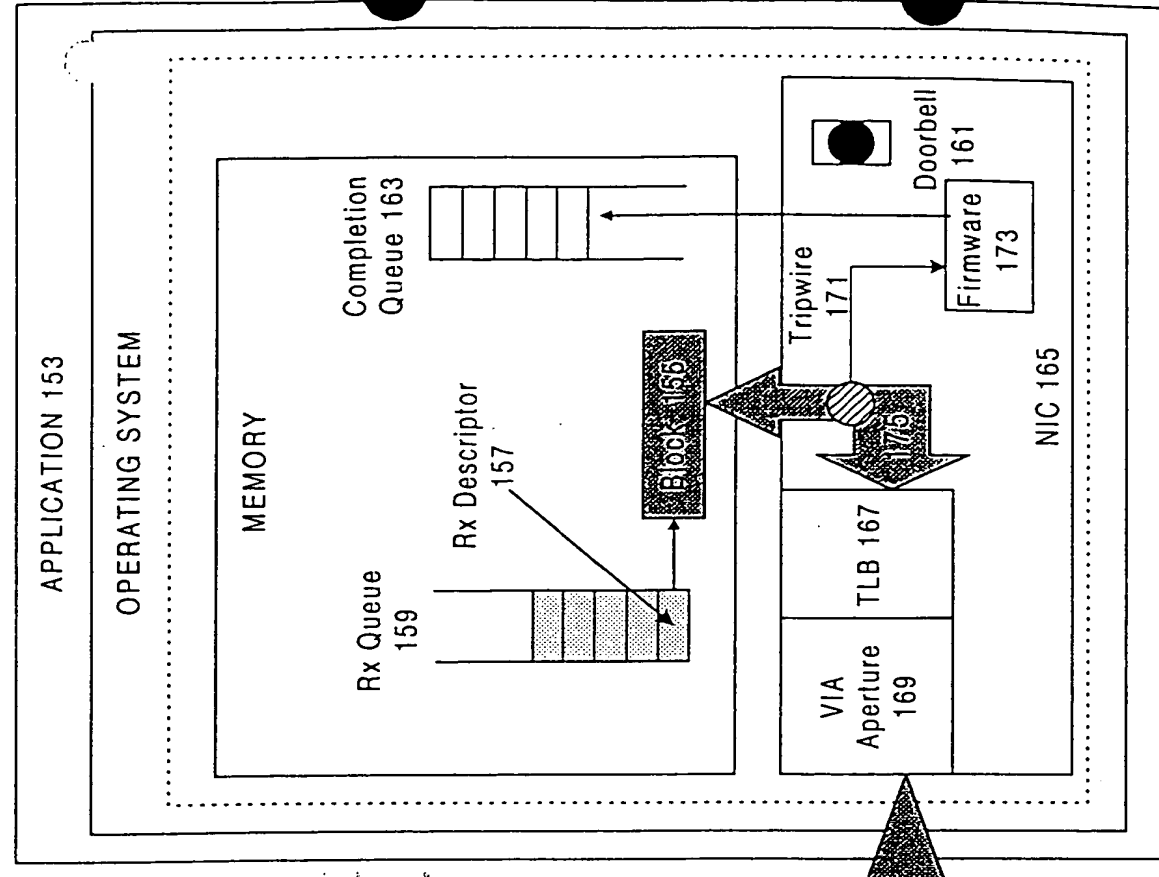 APPLICATION 153
OPERATING SYSTEM
MEMORY
Rx Queue
159
Rx Descriptor
157
Completion
Queue 163
Block 155
VIA
Aperture
169
TLB 167
175
Tripwire
171
Doorbell
161
Firmware
173
NIC 165